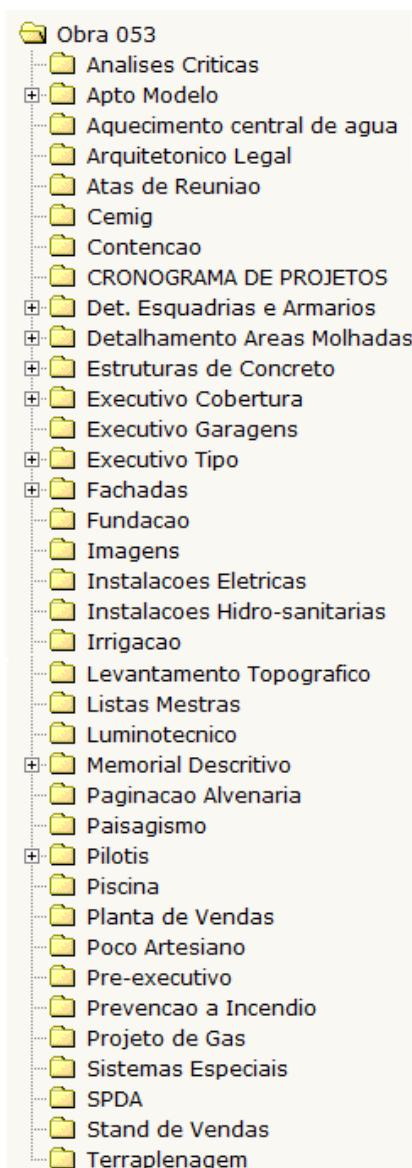 Obra 053
Analises Criticas
Apto Modelo
Aquecimento central de agua
Arquitetonico Legal
Atas de Reuniao
Cemig
Contencao
CRONOGRAMA DE PROJETOS
Det. Esquadrias e Armarios
Detalhamento Areas Molhadas
Estruturas de Concreto
Executivo Cobertura
Executivo Garagens
Executivo Tipo
Fachadas
Fundacao
Imagens
Instalacoes Eletricas
Instalacoes Hidro-sanitarias
Irrigacao
Levantamento Topografico
Listas Mestras
Luminotecnico
Memorial Descritivo
Paginacao Alvenaria
Paisagismo
Pilotis
Piscina
Planta de Vendas
Poco Artesiano
Pre-executivo
Prevencao a Incendio
Projeto de Gas
Sistemas Especiais
SPDA
Stand de Vendas
Terraplenagem